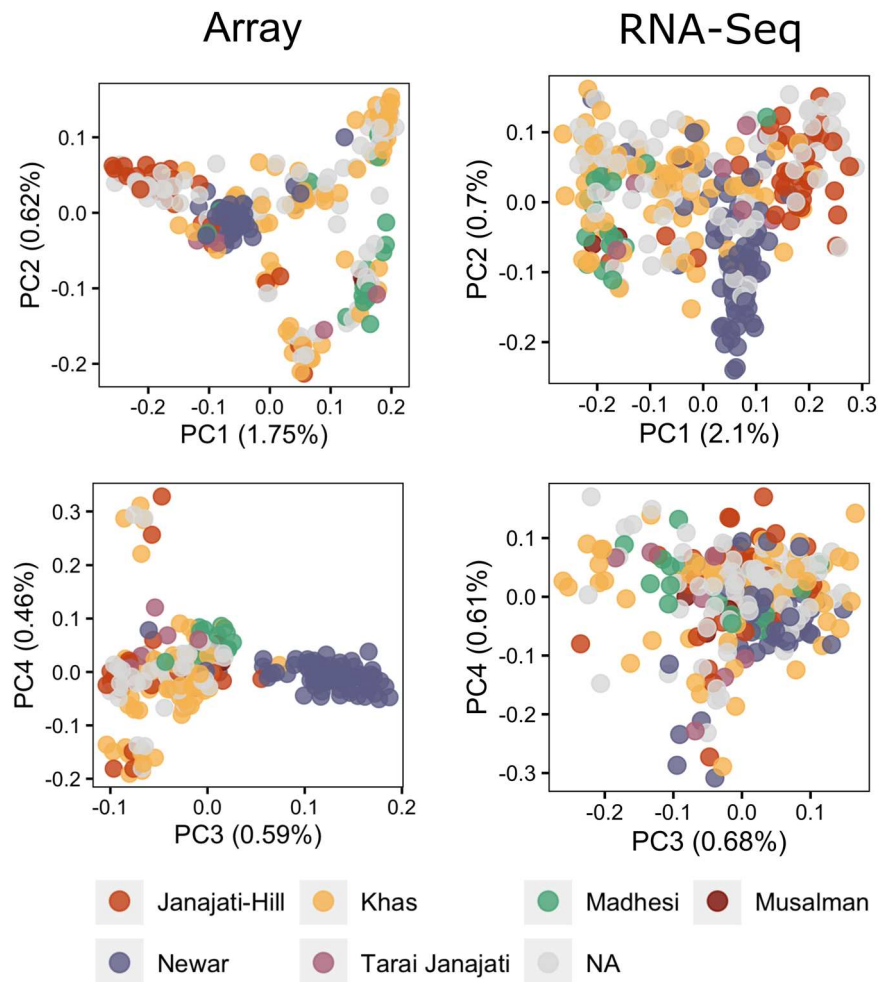 Array
RNA-Seq
PC2 (0.62%)
0.1
0.0
-0.1
-0.2
-0.2 -0.1 0.0 0.1 0.2
PC1 (1.75%)
PC2 (0.7%)
0.1
0.0
-0.1
-0.2
-0.2 -0.1 0.0 0.1 0.2 0.3
PC1 (2.1%)
PC4 (0.46%)
0.3
0.2
0.1
0.0
-0.1
-0.2
-0.1 0.0 0.1 0.2
PC3 (0.59%)
PC4 (0.61%)
0.1
0.0
-0.1
-0.2
-0.3
-0.2 -0.1 0.0 0.1
PC3 (0.68%)
Janajati-Hill Khas Madhesi Musalman
Newar Tarai Janajati NA